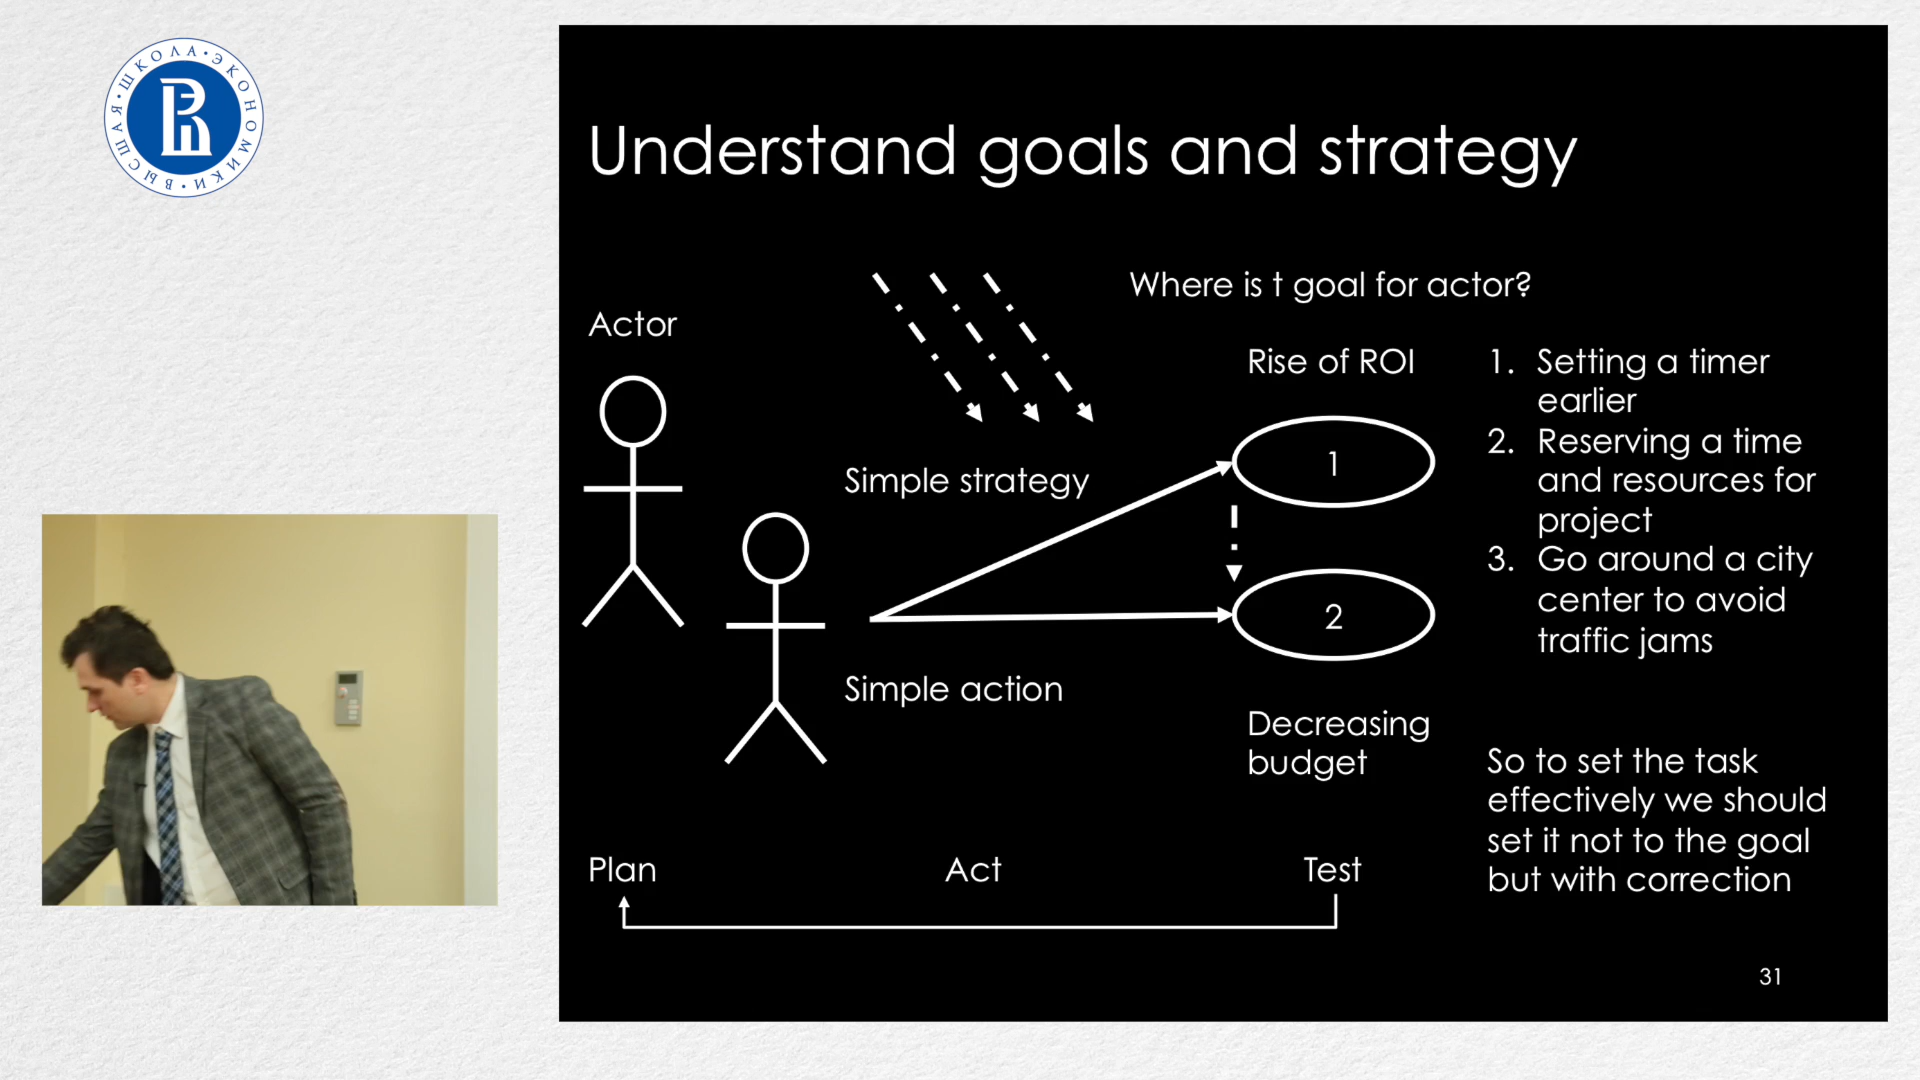 ВЫСШАЯ • ШКОЛА • ЭКОНОМИКИ •
Understand goals and strategy
Where is t goal for actor?
Actor
Rise of ROI
1. Setting a timer
earlier
2. Reserving a time
and resources for
project
3. Go around a city
center to avoid
traffic jams
1
Simple strategy
2
Simple action
Decreasing
budget
So to set the task
effectively we should
set it not to the goal
but with correction
Plan
Act
Test
31